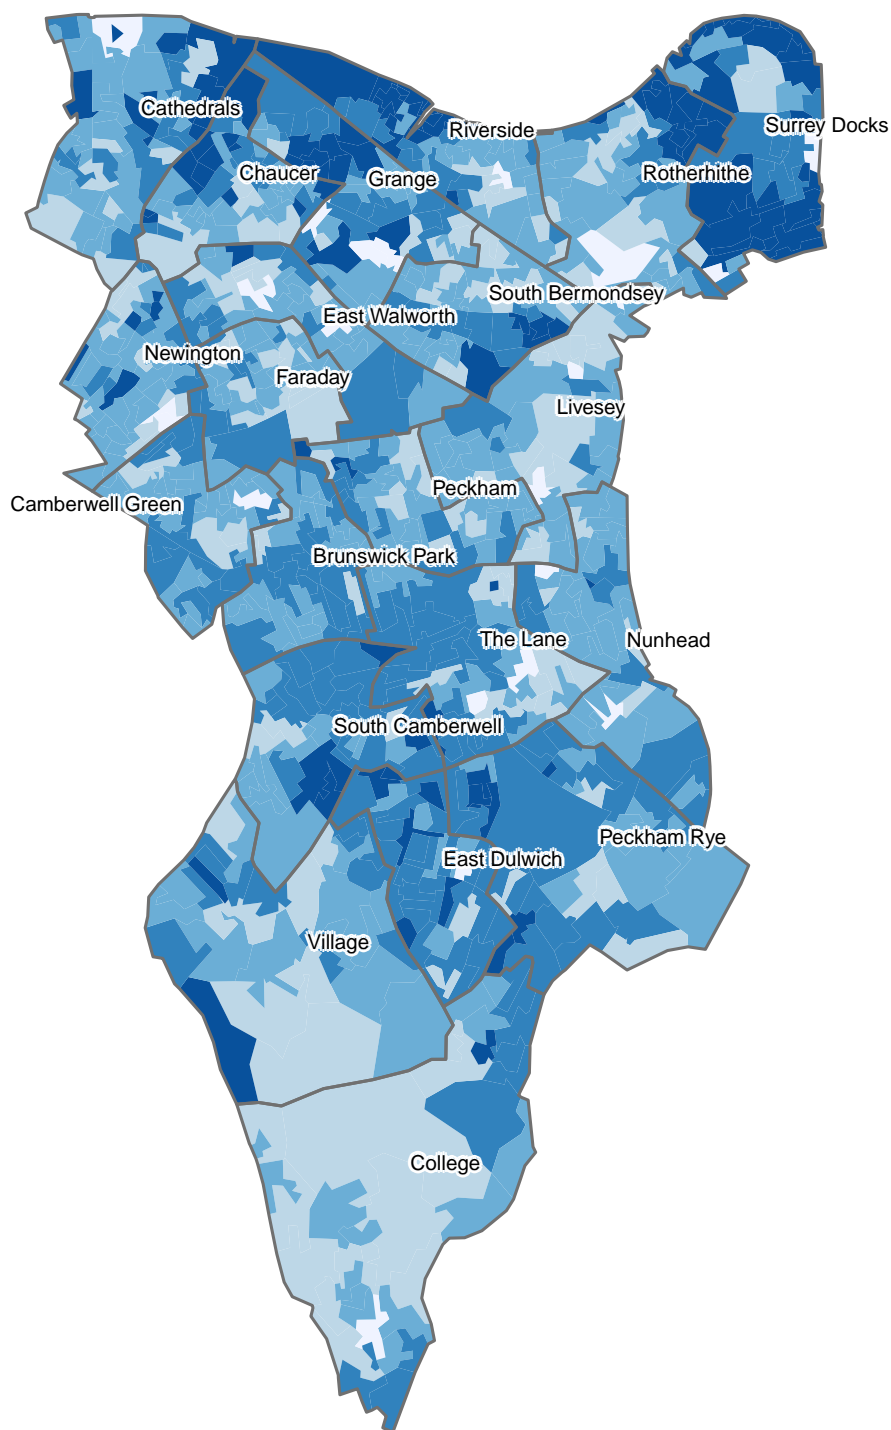 Cathedrals
Riverside
Surrey Docks
Chaucer
Grange
Rotherhithe
South Bermondsey
East Walworth
Newington
Faraday
Livesey
Peckham
Camberwell Green
Brunswick Park
The Lane
Nunhead
South Camberwell
Peckham Rye
East Dulwich
Village
College